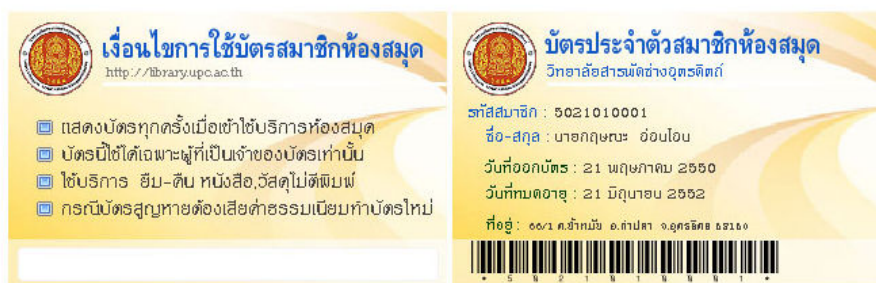 เงื่อนไขการใช้บัตรสมาชิกห้องสมุด
http://library.upc.ac.th
แสดงบัตรทุกครั้งเมื่อเข้าใช้บริการห้องสมุด
บัตรนี้ใช้ได้เฉพาะผู้ที่เป็นเจ้าของบัตรเท่านั้น
ใช้บริการ ยืม-คืน หนังสือ,วัสดุไม่ตีพิมพ์
กรณีบัตรสูญหายต้องเสียค่าธรรมเนียมทำบัตรใหม่
บัตรประจำตัวสมาชิกห้องสมุด
วิทยาลัยสารพัดช่างอุตรดิตถ์
รหัสสมาชิก : 5021010001
ชื่อ-สกุล : นายกฤษณะ อ่อนโอน
วันที่ออกบัตร : 21 พฤษภาคม 2550
วันที่หมดอายุ : 21 มิถุนายน 2552
ที่อยู่ : 66/1 อ.ท่าปลา จ.อุตรดิตถ์
*5021010001*